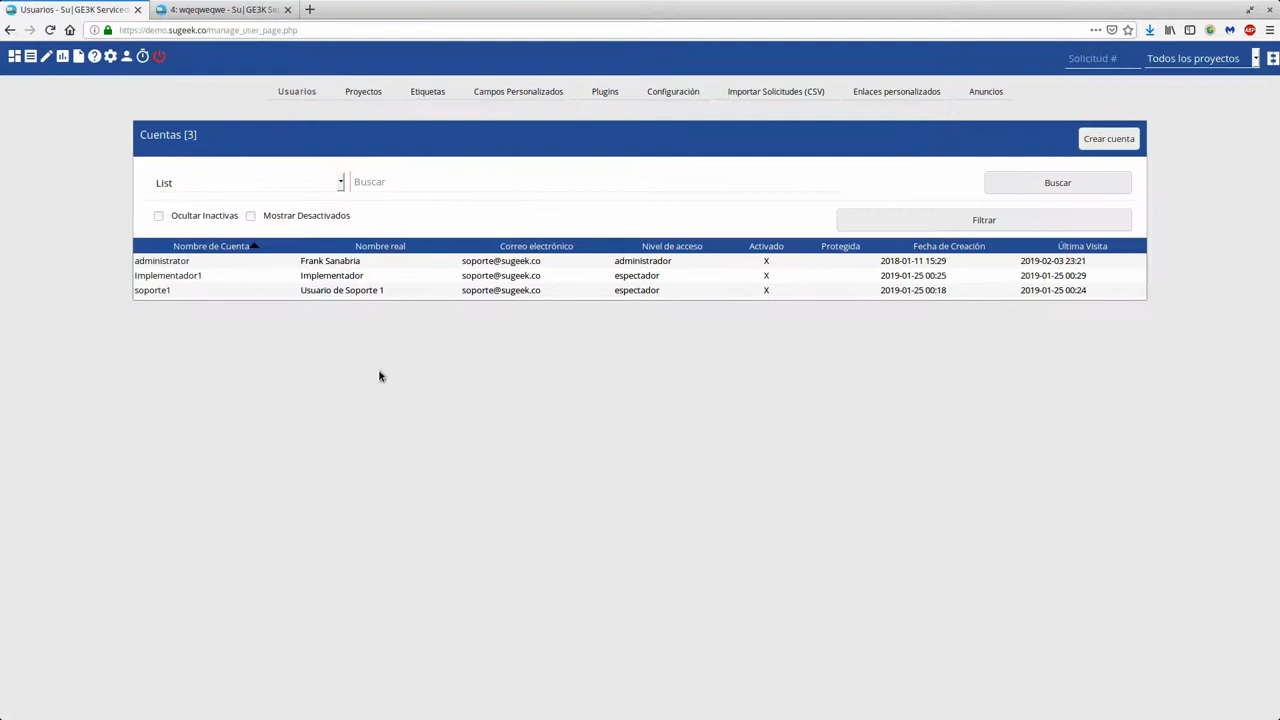 Usuarios - Su|GE3K Service
4: wqeqweqwe - Su|GE3K Se
https://demo.sugeek.co/manage_user_page.php
Solicitud # Todos los proyectos
Usuarios Proyectos Etiquetas Campos Personalizados Plugins Configuración Importar Solicitudes (CSV) Enlaces personalizados Anuncios
Cuentas [3] Crear cuenta
List Buscar Buscar
Ocultar Inactivas Mostrar Desactivados Filtrar
Nombre de Cuenta Nombre real Correo electrónico Nivel de acceso Activado Protegida Fecha de Creación Última Visita
administrator Frank Sanabria soporte@sugeek.co administrador X 2018-01-11 15:29 2019-02-03 23:21
Implementador1 Implementador soporte@sugeek.co espectador X 2019-01-25 00:25 2019-01-25 00:29
soporte1 Usuario de Soporte 1 soporte@sugeek.co espectador X 2019-01-25 00:18 2019-01-25 00:24